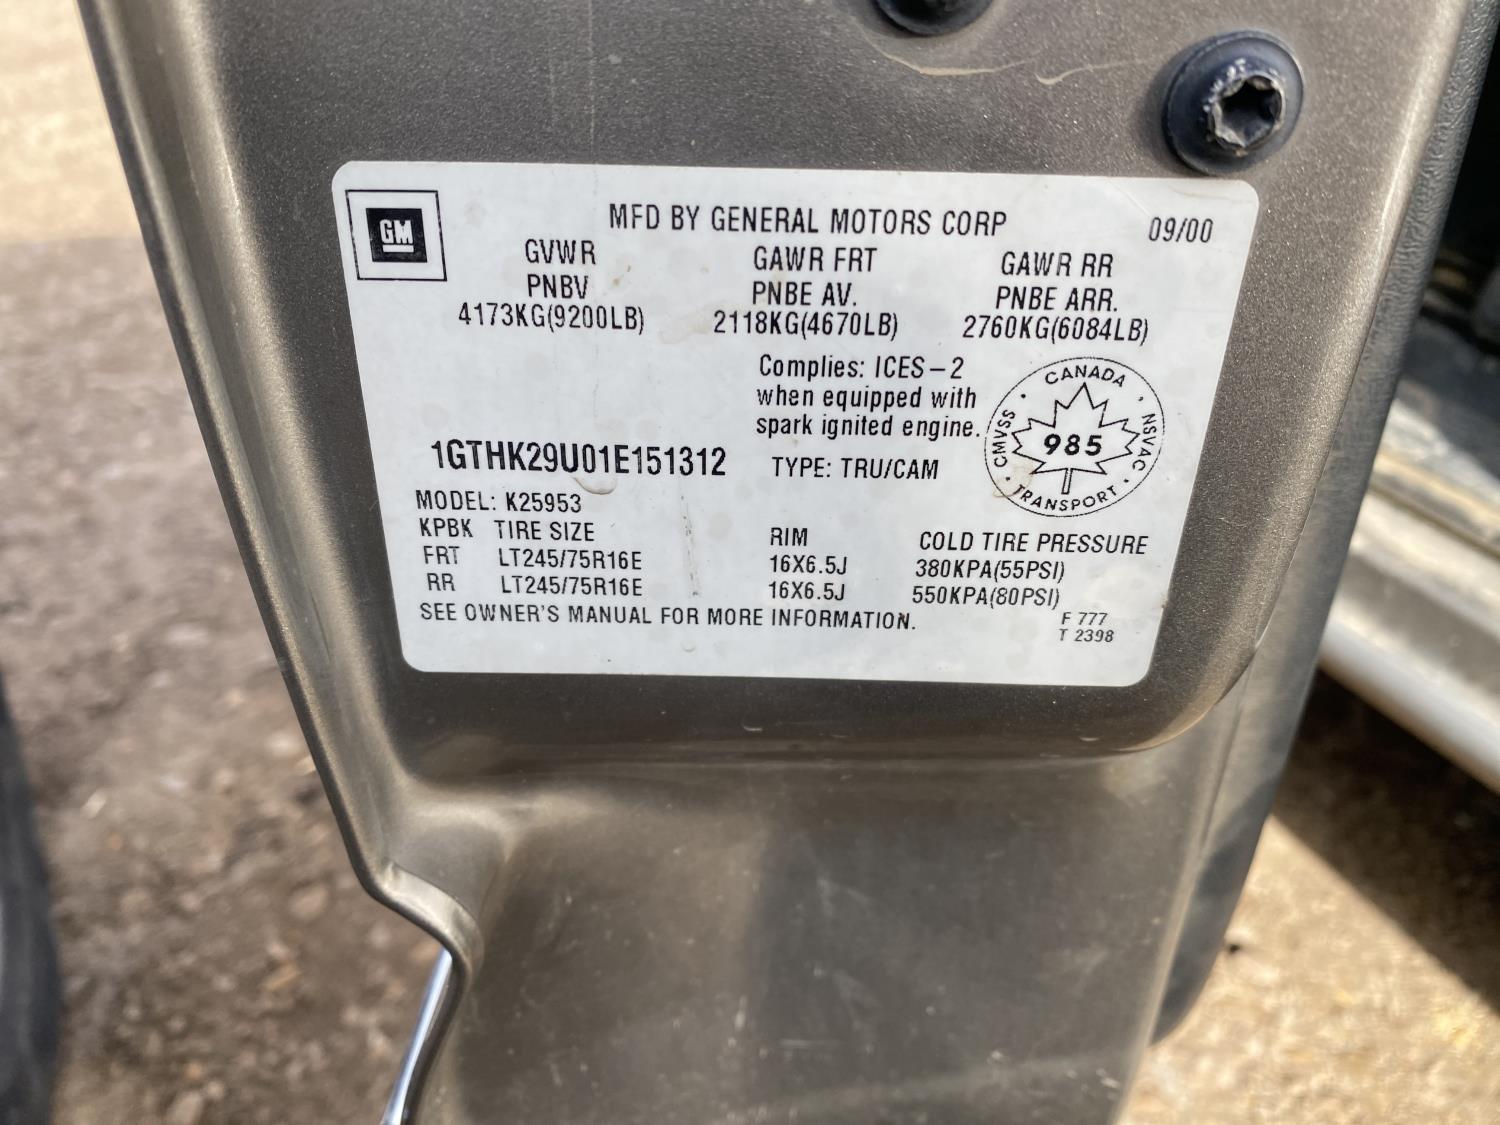 GM
MFD BY GENERAL MOTORS CORP 09/00
GVWR GAWR FRT GAWR RR
PNBV PNBE AV. PNBE ARR.
4173KG(9200LB) 2118KG(4670LB) 2760KG(6084LB)
Complies: ICES-2
when equipped with
spark ignited engine.
CANADA
CMVSS 985 NSVAC
TRANSPORT
1GTHK29U01E151312 TYPE: TRU/CAM
MODEL: K25953
KPBK TIRE SIZE RIM COLD TIRE PRESSURE
FRT LT245/75R16E 16X6.5J 380KPA(55PSI)
RR LT245/75R16E 16X6.5J 550KPA(80PSI)
SEE OWNER'S MANUAL FOR MORE INFORMATION.
F 777
T 2398